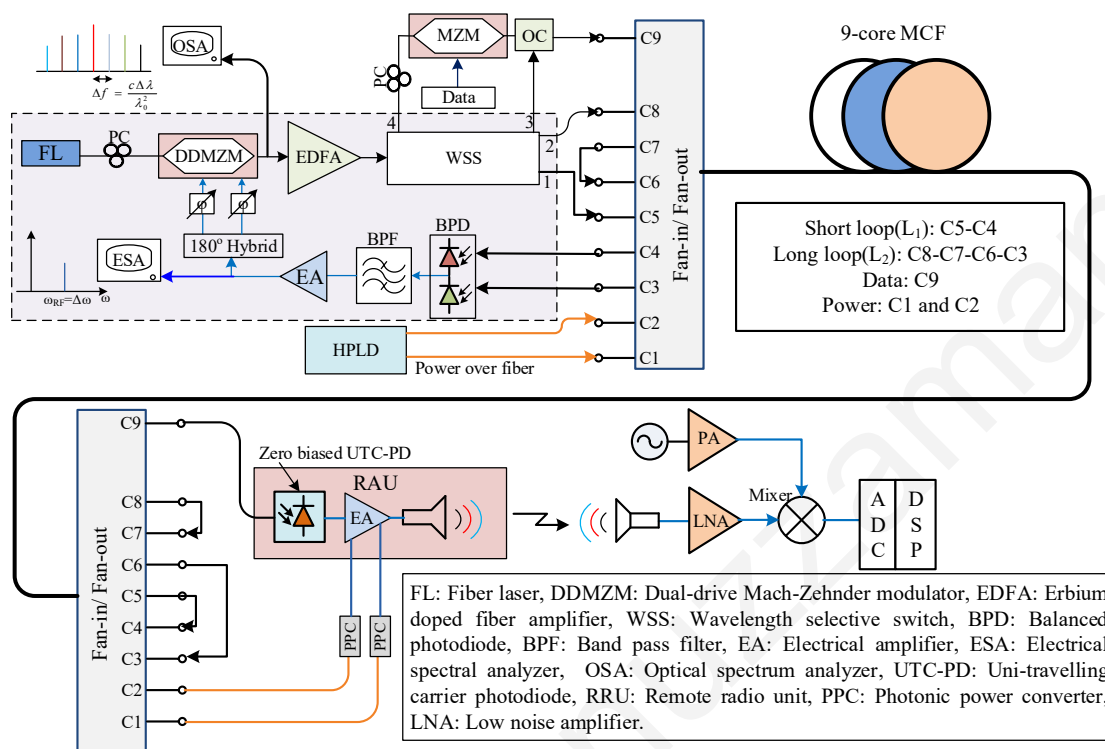 OSA
Δf = cΔλ / λ₀²
PC
MZM
OC
Data
4
3
2
1
FL
PC
DDMZM
EDFA
WSS
φ
φ
180° Hybrid
ESA
ω_RF=Δω
ω
EA
BPF
BPD
HPLD
Power over fiber
C9
C8
C7
C6
C5
C4
C3
C2
C1
Fan-in/ Fan-out
9-core MCF
Short loop(L₁): C5-C4
Long loop(L₂): C8-C7-C6-C3
Data: C9
Power: C1 and C2
Fan-in/ Fan-out
C9
C8
C7
C6
C5
C4
C3
C2
C1
Zero biased UTC-PD
RAU
EA
PPC
PPC
PA
LNA
Mixer
ADC
DSP
FL: Fiber laser, DDMZM: Dual-drive Mach-Zehnder modulator, EDFA: Erbium
doped fiber amplifier, WSS: Wavelength selective switch, BPD: Balanced
photodiode, BPF: Band pass filter, EA: Electrical amplifier, ESA: Electrical
spectral analyzer, OSA: Optical spectrum analyzer, UTC-PD: Uni-travelling
carrier photodiode, RRU: Remote radio unit, PPC: Photonic power converter,
LNA: Low noise amplifier.